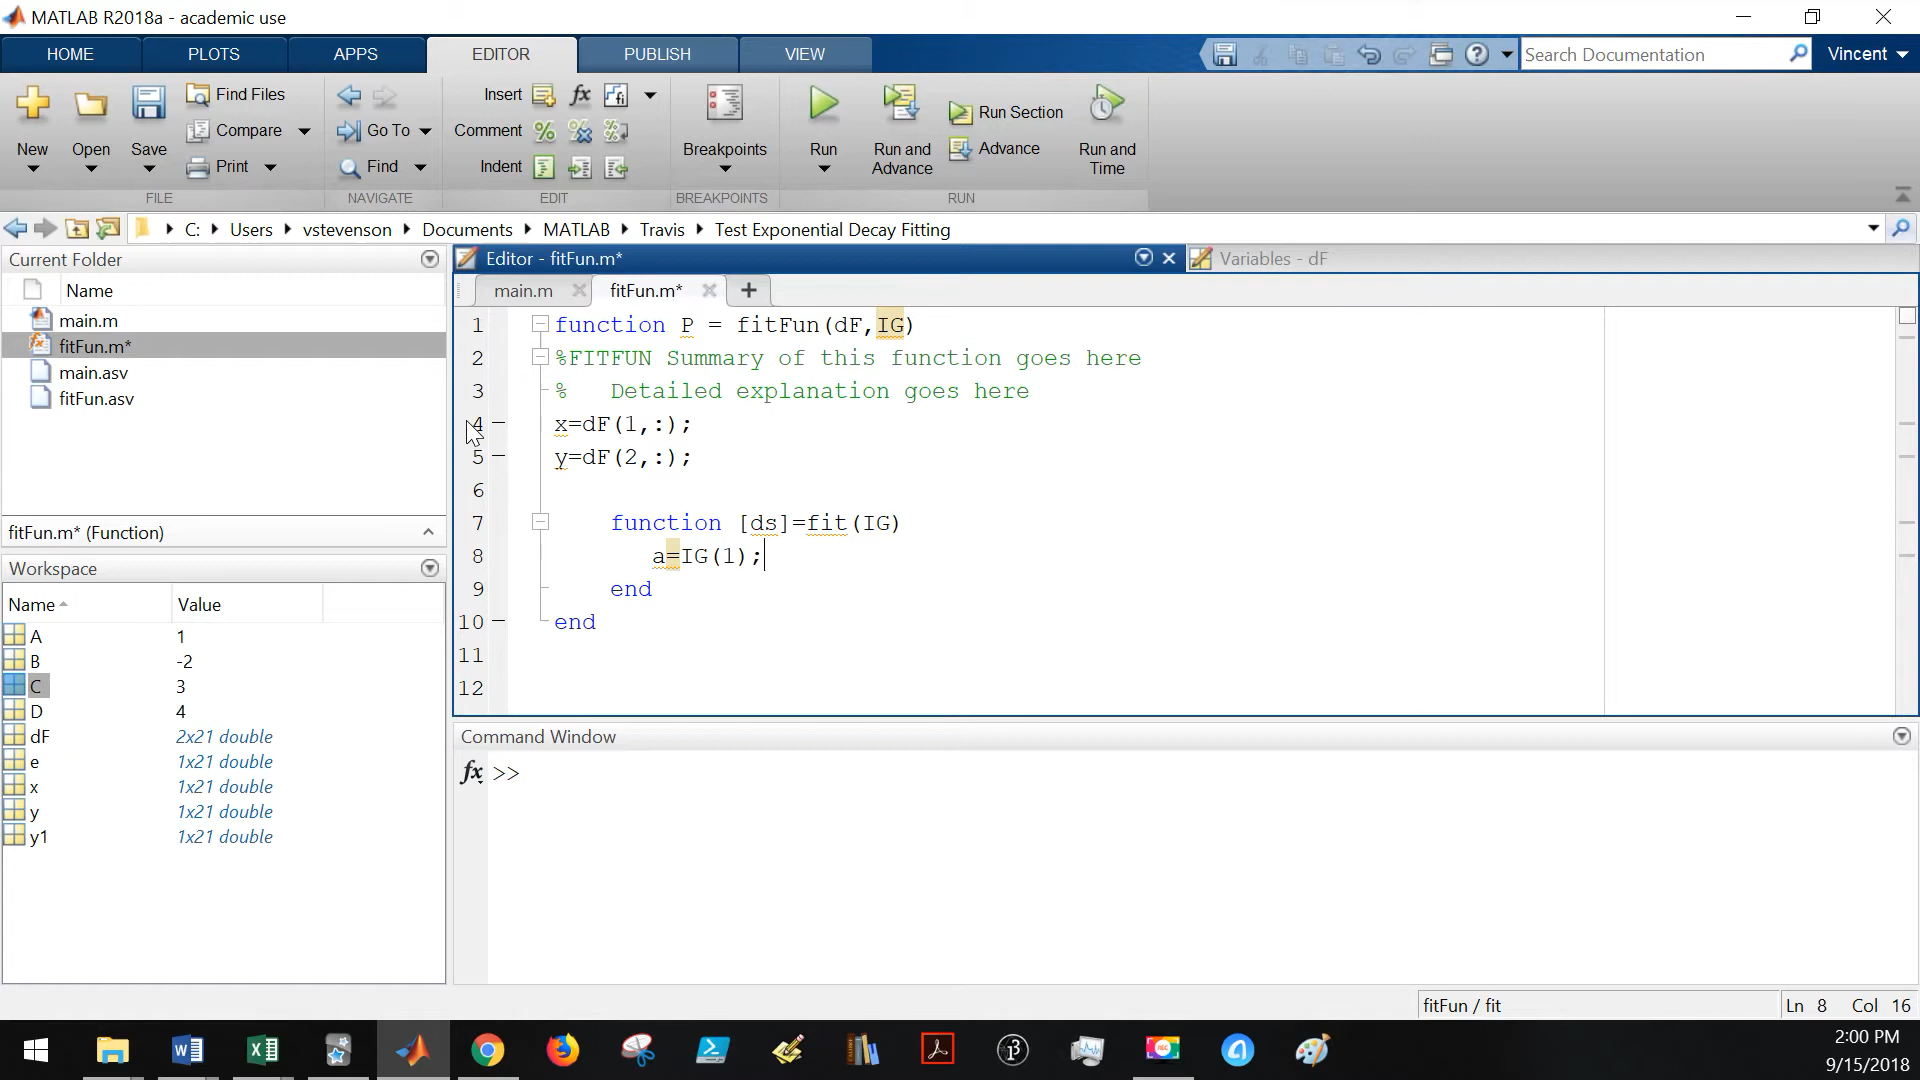 MATLAB R2018a - academic use
HOME PLOTS APPS EDITOR PUBLISH VIEW Search Documentation Vincent
New Open Save Find Files Compare Print
FILE
Go To Find
NAVIGATE
Insert fx
Comment
Indent
EDIT
Breakpoints
BREAKPOINTS
Run Run and Advance Run Section Advance Run and Time
RUN
C: Users vstevenson Documents MATLAB Travis Test Exponential Decay Fitting
Current Folder
Name
main.m
fitFun.m*
main.asv
fitFun.asv
fitFun.m* (Function)
Workspace
Name Value
A 1
B -2
C 3
D 4
dF 2x21 double
e 1x21 double
x 1x21 double
y 1x21 double
y1 1x21 double
Editor - fitFun.m* Variables - dF
main.m fitFun.m*
1 function P = fitFun(dF,IG)
2 %FITFUN Summary of this function goes here
3 % Detailed explanation goes here
4 x=dF(1,:);
5 y=dF(2,:);
6
7 function [ds]=fit(IG)
8 a=IG(1);
9 end
10 end
11
12
Command Window
fx >>
fitFun / fit Ln 8 Col 16
2:00 PM
9/15/2018